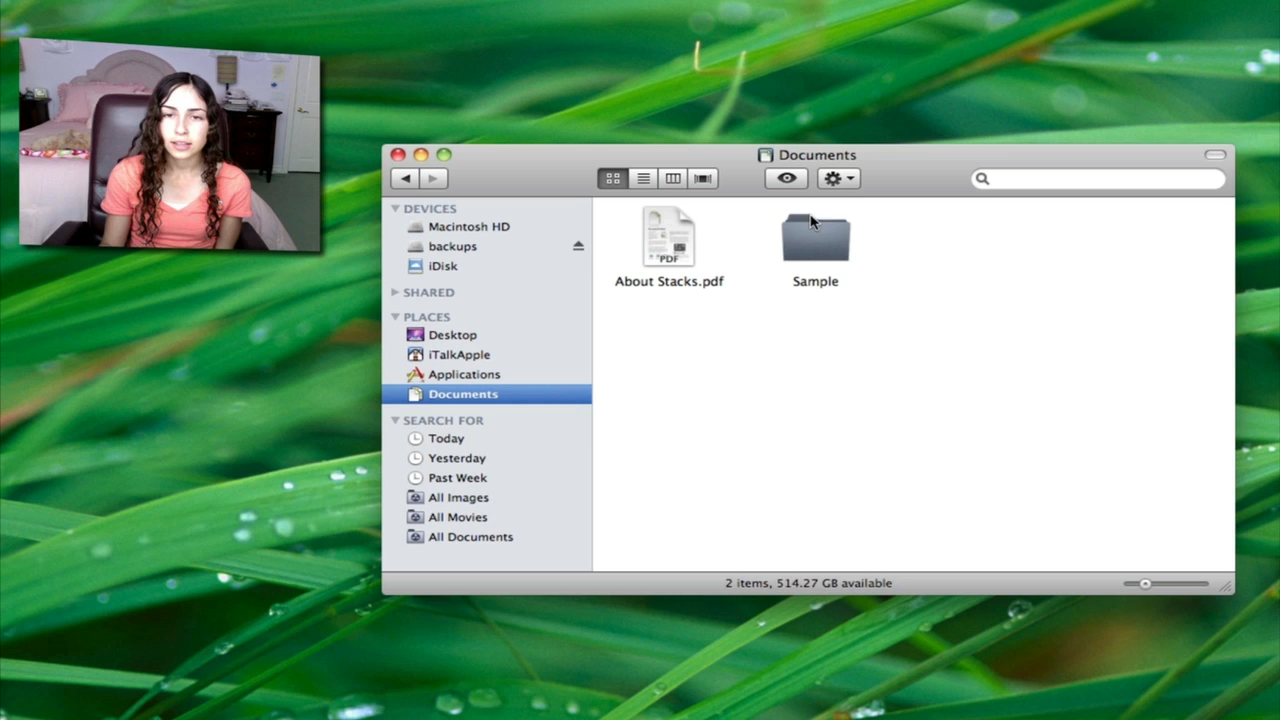 Documents
DEVICES
Macintosh HD
backups
iDisk
SHARED
PLACES
Desktop
iTalkApple
Applications
Documents
SEARCH FOR
Today
Yesterday
Past Week
All Images
All Movies
All Documents
PDF
About Stacks.pdf
Sample
2 items, 514.27 GB available